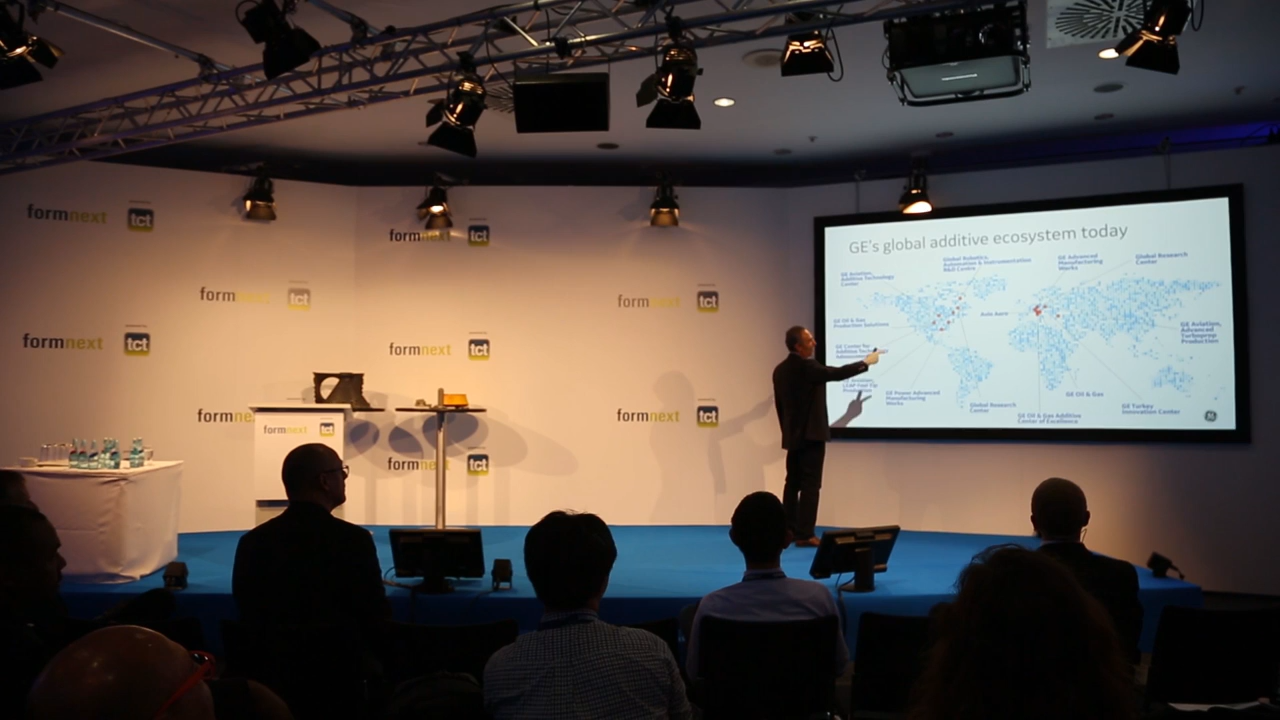 formnext
tct
formnext
tct
formnext
tct
formnext
tct
formnext
tct
formnext
tct
formne
formnext
tct
formnext
tct
formne
tct
GE's global additive ecosystem today
GE Aviation,
Additive Technology
Center
Global Robotics,
Automation & Instrumentation
R&D Centre
GE Advanced
Manufacturing
Works
Global Research
Center
GE Oil & Gas
Production Solutions
Avio Aero
GE Aviation,
Advanced
Turboprop
Production
GE Center for
Additive Technology
GE Power Advanced
Manufacturing
Works
Global Research
Center
GE Oil & Gas Additive
Center of Excellence
GE Oil & Gas
GE Turkey
Innovation Center